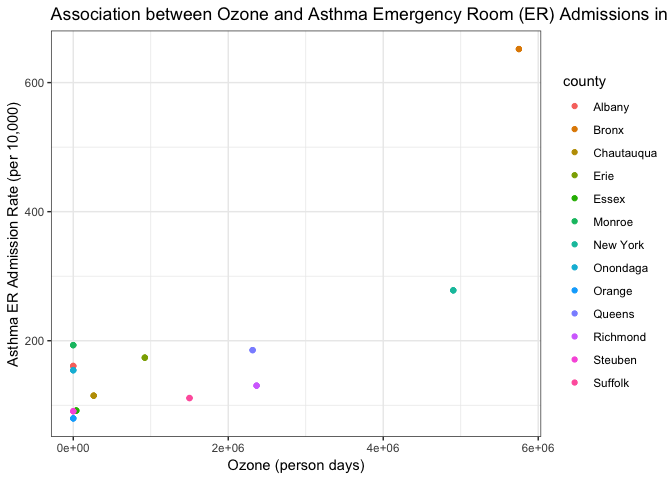 Association between Ozone and Asthma Emergency Room (ER) Admissions in
Asthma ER Admission Rate (per 10,000)
600
400
200
0e+00
2e+06
4e+06
6e+06
Ozone (person days)
county
Albany
Bronx
Chautauqua
Erie
Essex
Monroe
New York
Onondaga
Orange
Queens
Richmond
Steuben
Suffolk